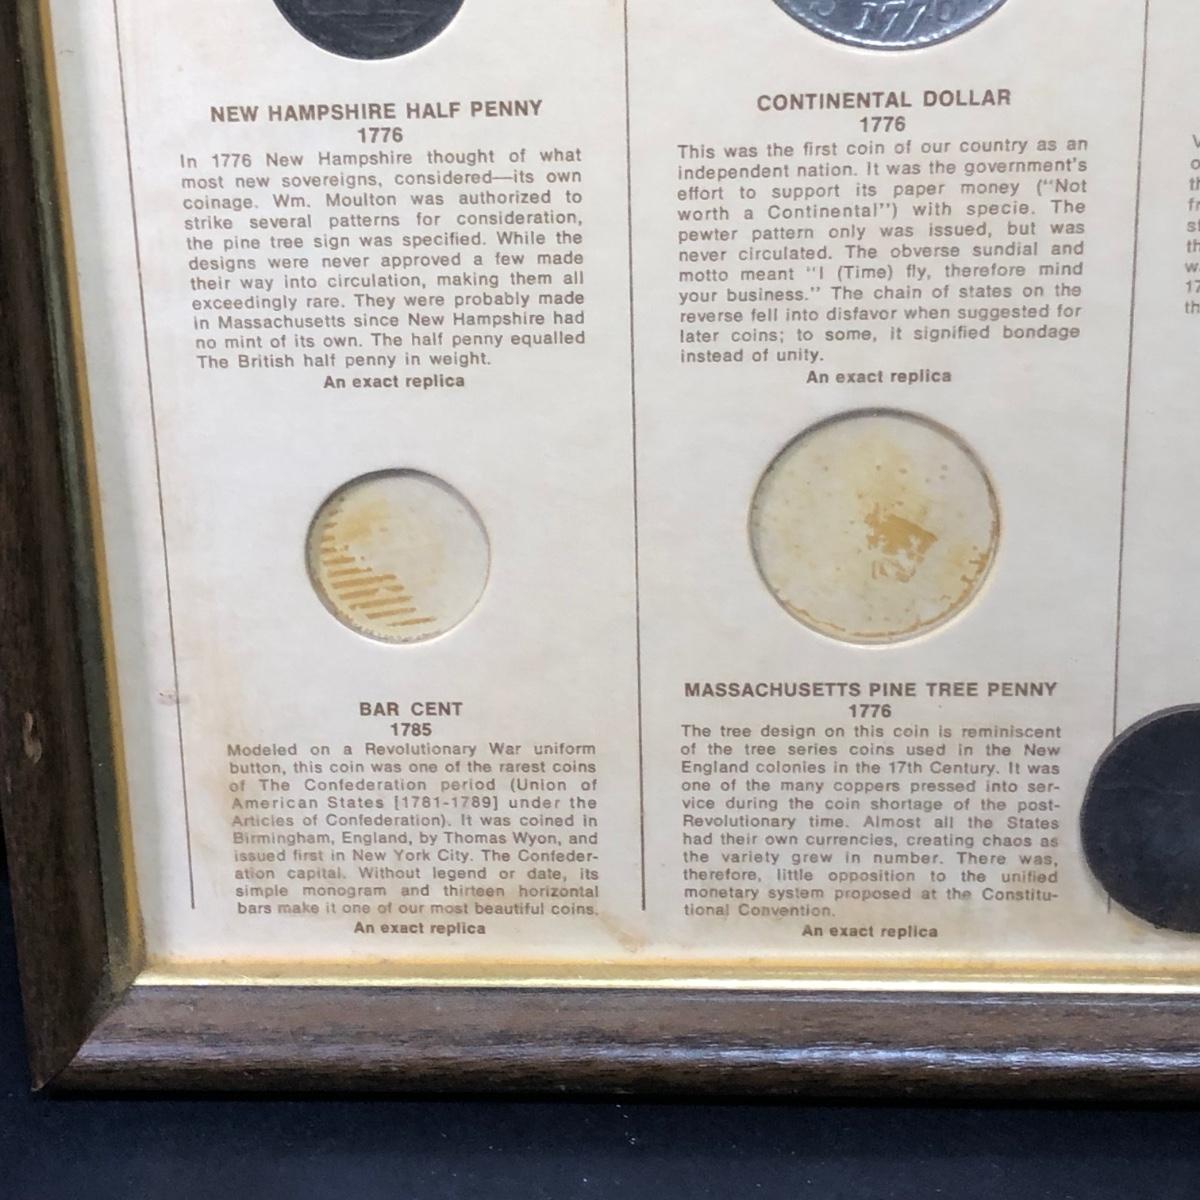 1776
NEW HAMPSHIRE HALF PENNY
1776
In 1776 New Hampshire thought of what
most new sovereigns, considered—its own
coinage. Wm. Moulton was authorized to
strike several patterns for consideration,
the pine tree sign was specified. While the
designs were never approved a few made
their way into circulation, making them all
exceedingly rare. They were probably made
in Massachusetts since New Hampshire had
no mint of its own. The half penny equalled
The British half penny in weight.
An exact replica
CONTINENTAL DOLLAR
1776
This was the first coin of our country as an
independent nation. It was the government's
effort to support its paper money ("Not
worth a Continental") with specie. The
pewter pattern only was issued, but was
never circulated. The obverse sundial and
motto meant "I (Time) fly, therefore mind
your business." The chain of states on the
reverse fell into disfavor when suggested for
later coins; to some, it signified bondage
instead of unity.
An exact replica
BAR CENT
1785
Modeled on a Revolutionary War uniform
button, this coin was one of the rarest coins
of The Confederation period (Union of
American States [1781-1789] under the
Articles of Confederation). It was coined in
Birmingham, England, by Thomas Wyon, and
issued first in New York City. The Confeder-
ation capital. Without legend or date, its
simple monogram and thirteen horizontal
bars make it one of our most beautiful coins.
An exact replica
MASSACHUSETTS PINE TREE PENNY
1776
The tree design on this coin is reminiscent
of the tree series coins used in the New
England colonies in the 17th Century. It was
one of the many coppers pressed into ser-
vice during the coin shortage of the post-
Revolutionary time. Almost all the States
had their own currencies, creating chaos as
the variety grew in number. There was,
therefore, little opposition to the unified
monetary system proposed at the Constitu-
tional Convention.
An exact replica